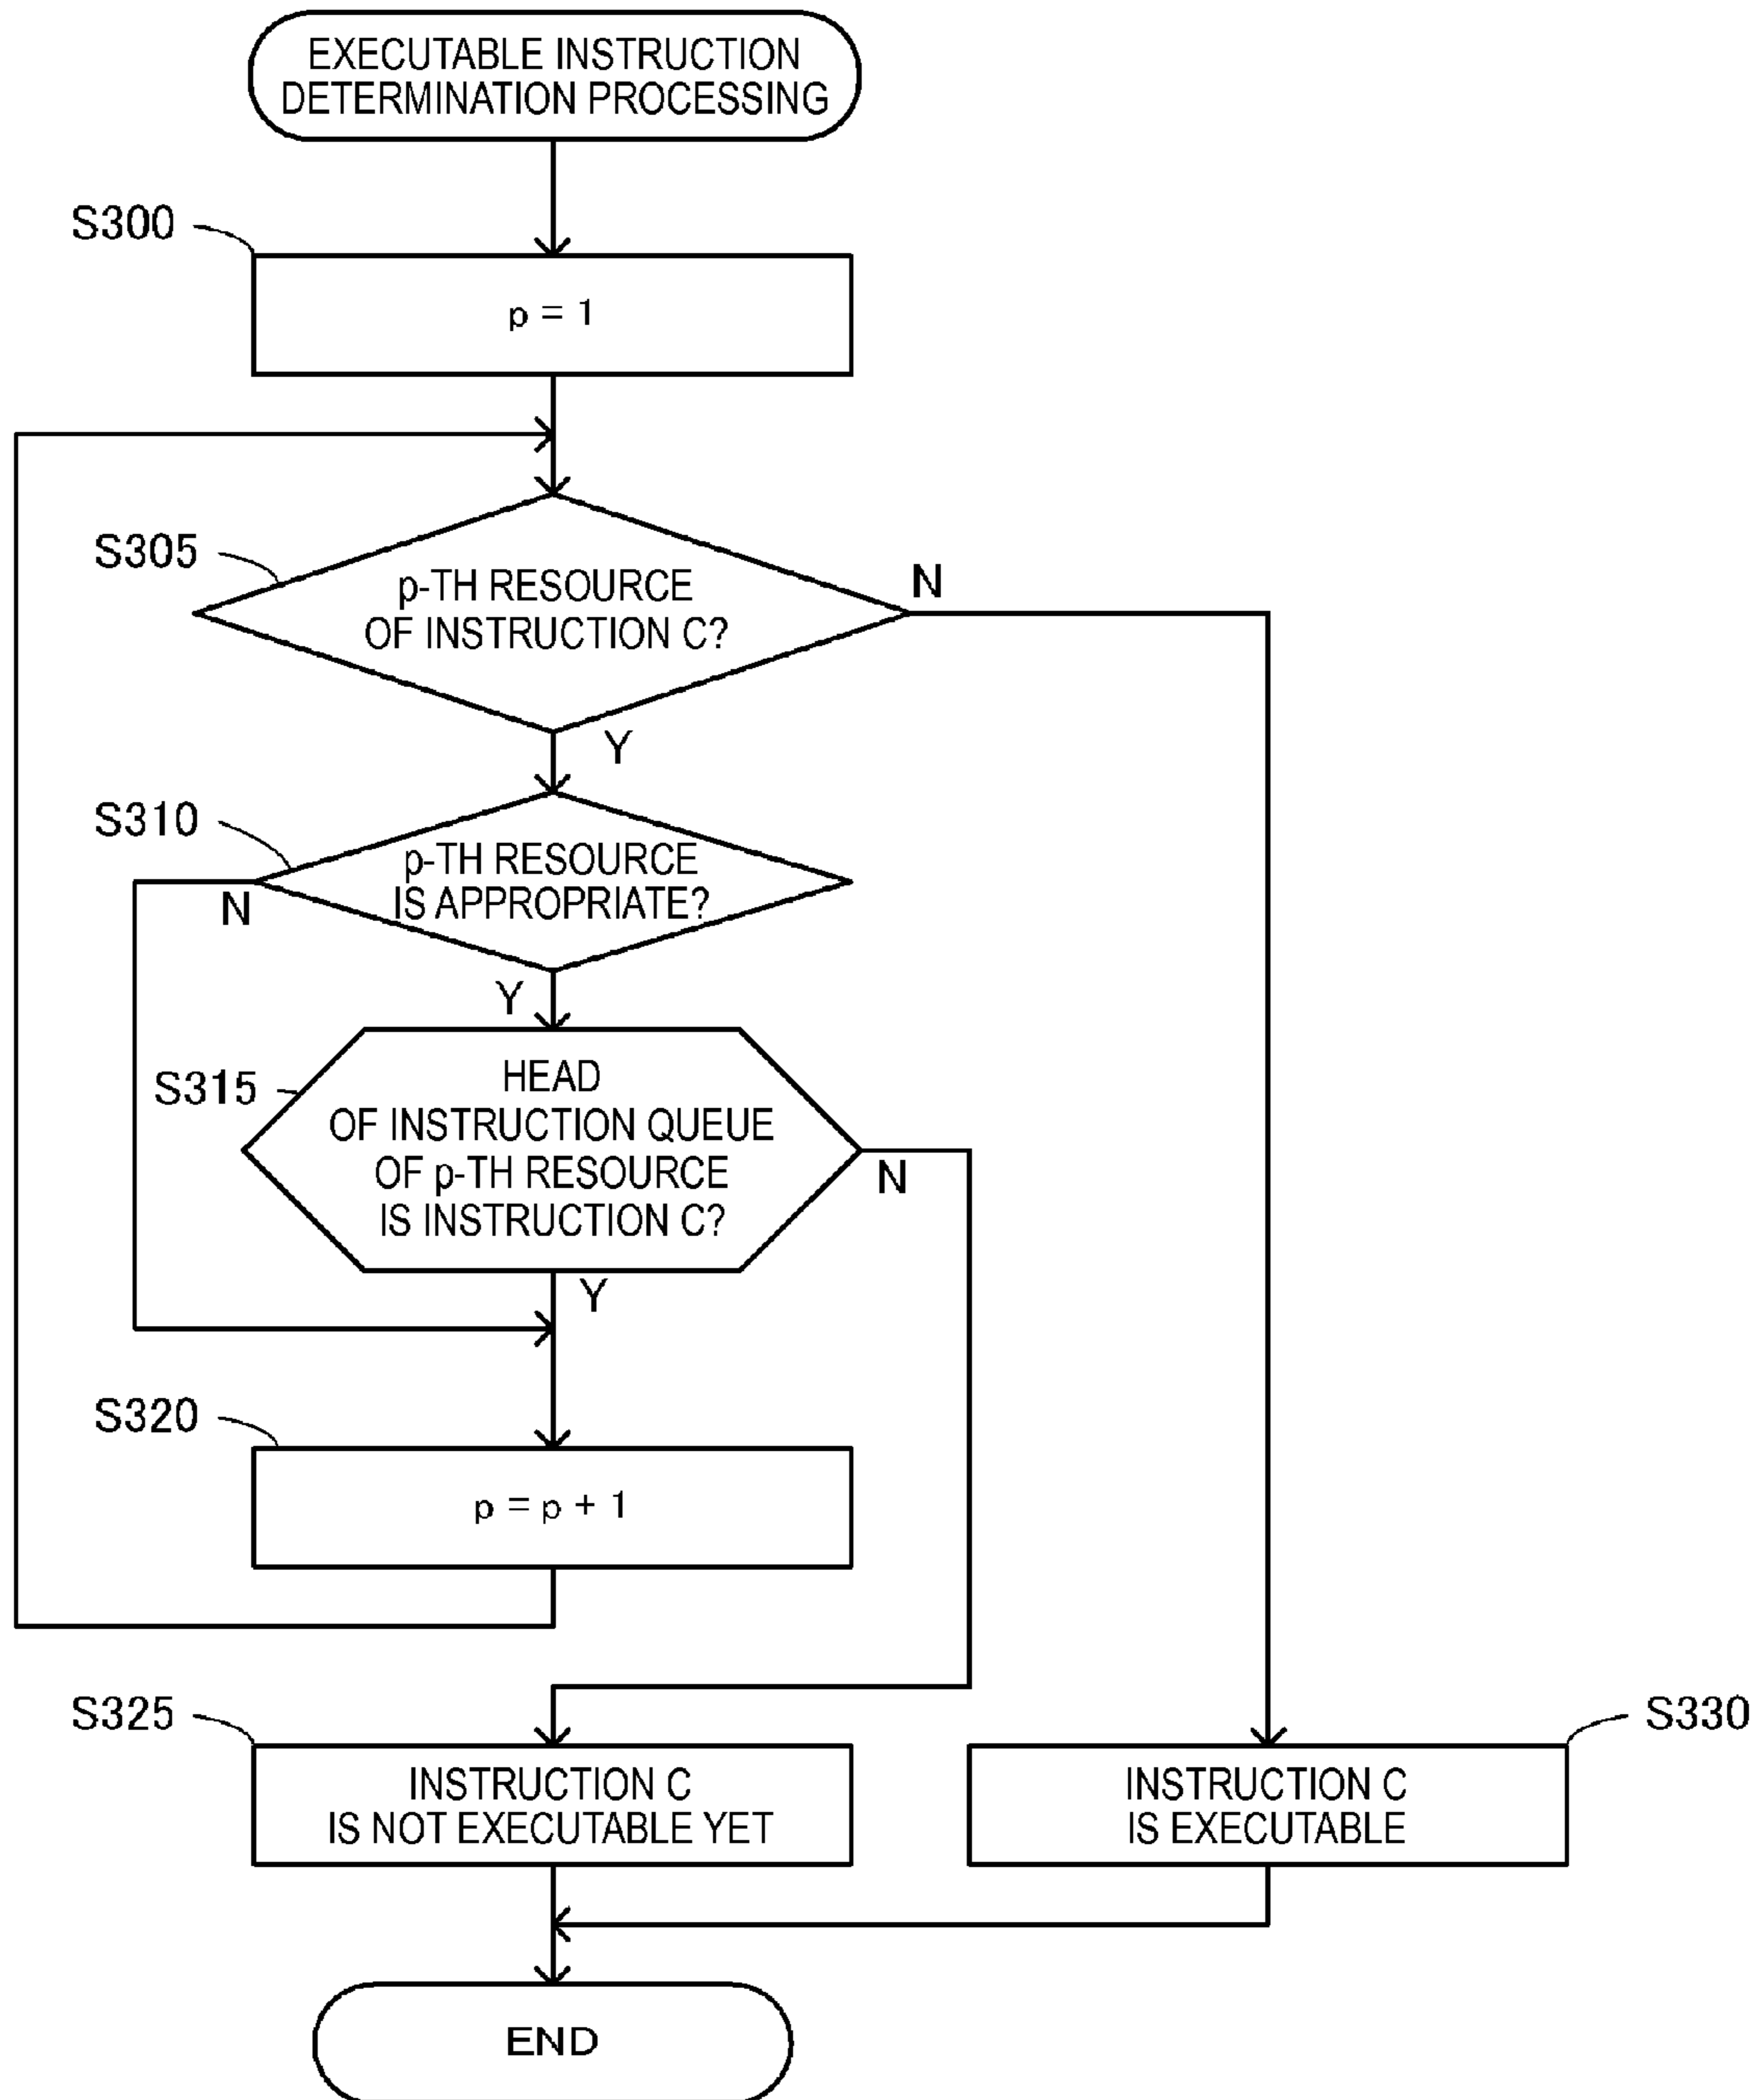 EXECUTABLE INSTRUCTION
DETERMINATION PROCESSING
S300
p = 1
S305
p-TH RESOURCE
OF INSTRUCTION C?
N
Y
S310
p-TH RESOURCE
IS APPROPRIATE?
N
Y
S315
HEAD
OF INSTRUCTION QUEUE
OF p-TH RESOURCE
IS INSTRUCTION C?
N
Y
S320
p = p + 1
S325
INSTRUCTION C
IS NOT EXECUTABLE YET
S330
INSTRUCTION C
IS EXECUTABLE
END